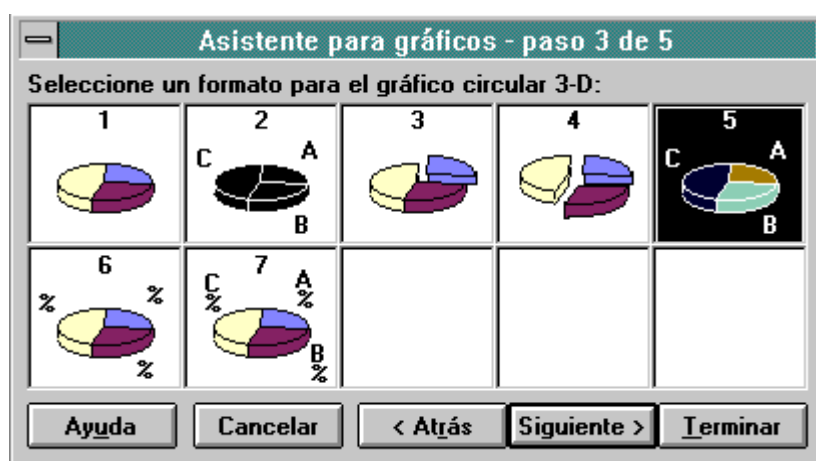 Asistente para gráficos - paso 3 de 5
Seleccione un formato para el gráfico circular 3-D:
1 2 3 4 5
C A B
C A B
6 7
% % %
C % A % B %
Ayuda Cancelar < Atrás Siguiente > Terminar